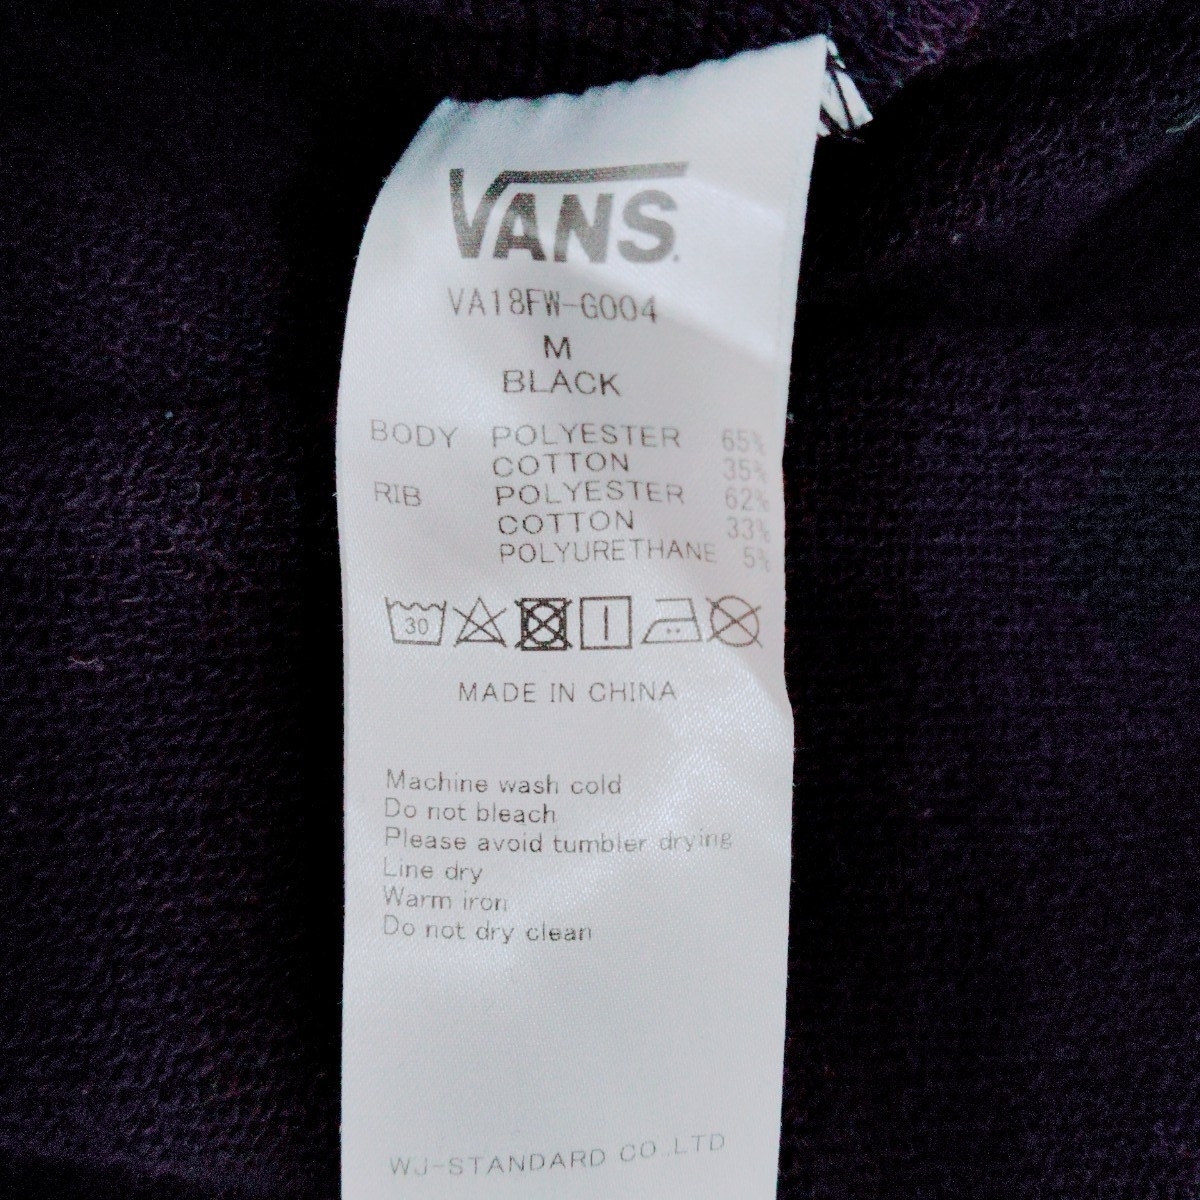 VANS
VA18FW-G004
M
BLACK
BODY POLYESTER 65%
COTTON 35%
RIB POLYESTER 62%
COTTON 33%
POLYURETHANE 5%
30
MADE IN CHINA
Machine wash cold
Do not bleach
Please avoid tumbler drying
Line dry
Warm iron
Do not dry clean
WJ-STANDARD CO.,LTD